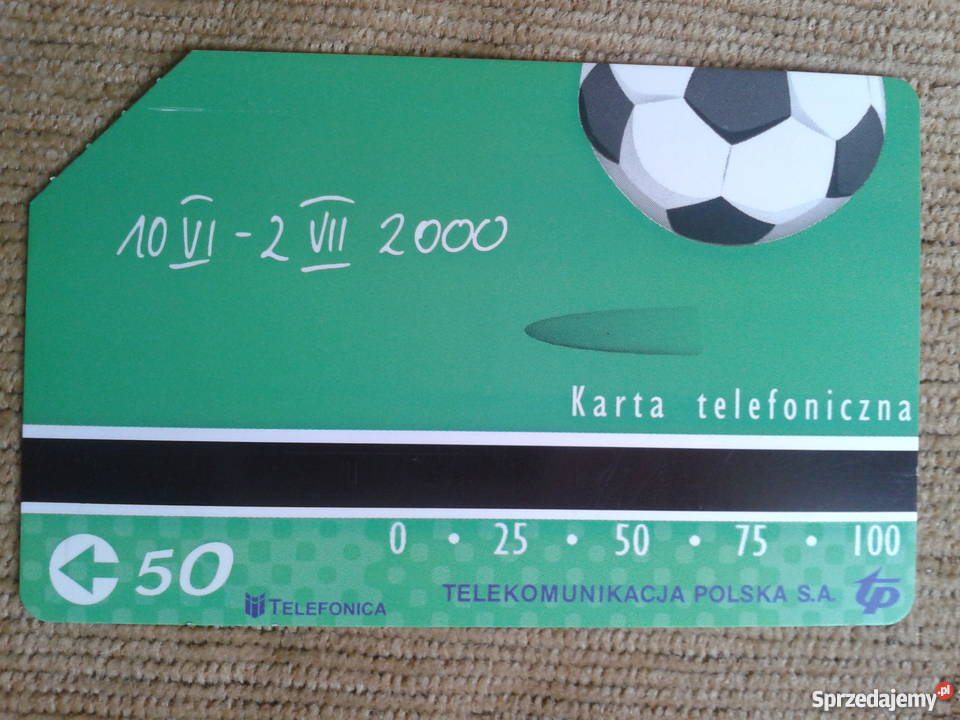 10 VI - 2 VII 2000
Karta telefoniczna
0 • 25 • 50 • 75 • 100
50
TELEFONICA
TELEKOMUNIKACJA POLSKA S.A. tp
Sprzedajemy.pl